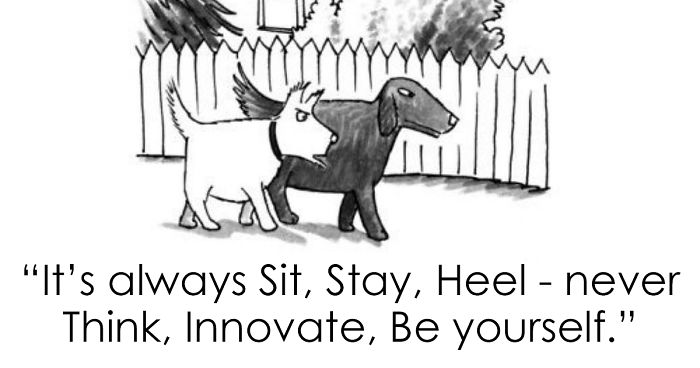 “It’s always Sit, Stay, Heel - never
Think, Innovate, Be yourself.”